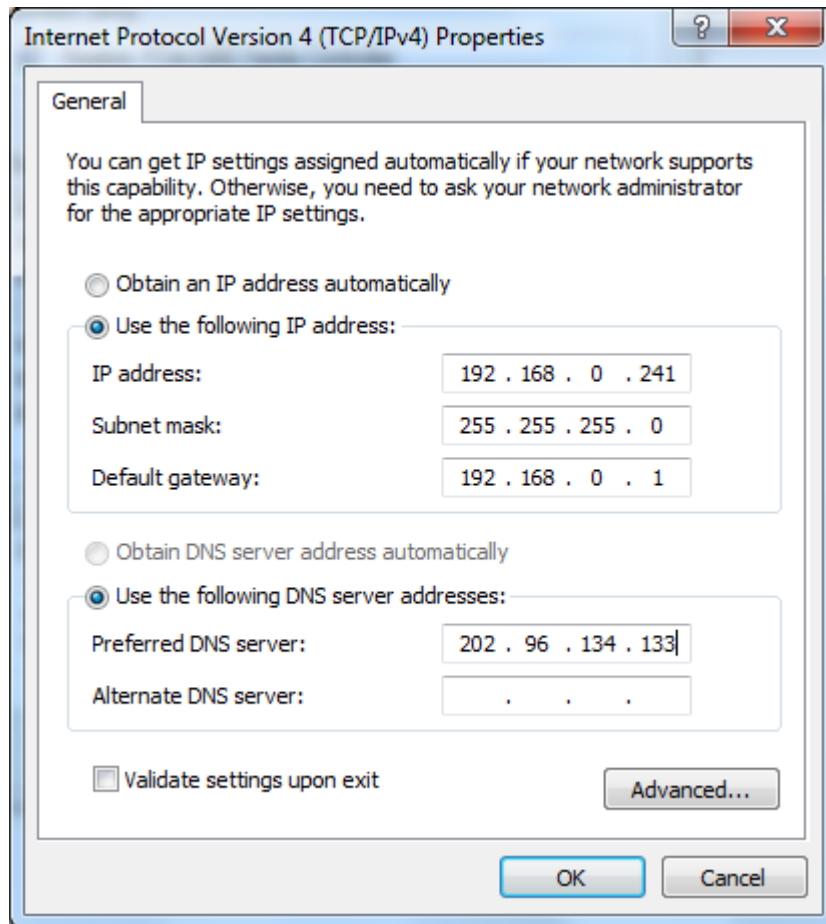 Internet Protocol Version 4 (TCP/IPv4) Properties
General
You can get IP settings assigned automatically if your network supports
this capability. Otherwise, you need to ask your network administrator
for the appropriate IP settings.
Obtain an IP address automatically
Use the following IP address:
IP address: 192 . 168 . 0 . 241
Subnet mask: 255 . 255 . 255 . 0
Default gateway: 192 . 168 . 0 . 1
Obtain DNS server address automatically
Use the following DNS server addresses:
Preferred DNS server: 202 . 96 . 134 . 133
Alternate DNS server: . . .
Validate settings upon exit
Advanced...
OK Cancel